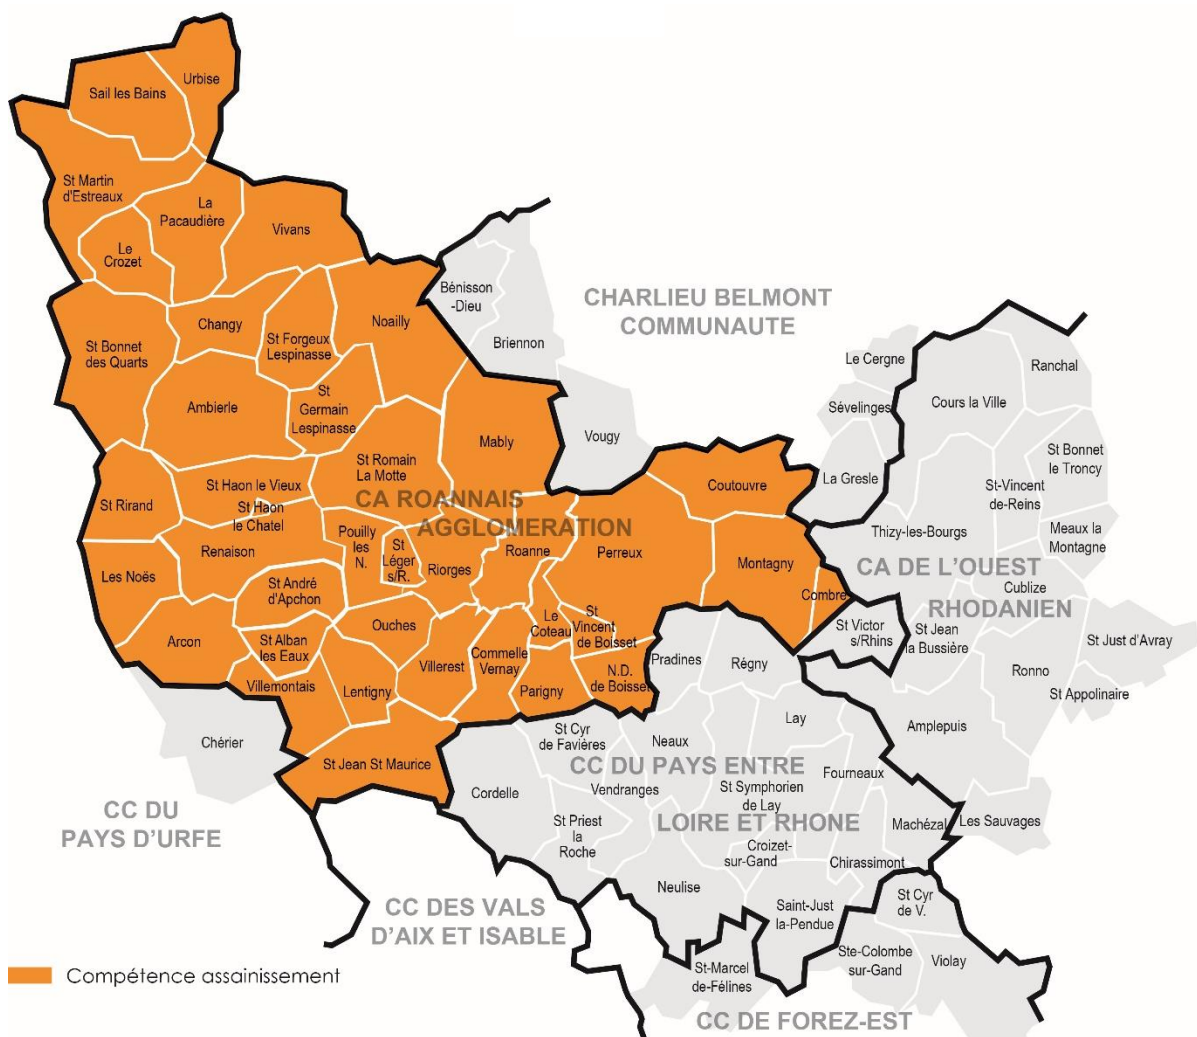 Urbise
Sail les Bains
St Martin
d'Estreaux
La
Pacaudière
Vivans
Le
Crozet
Bénisson
-Dieu
Briennon
CHARLIEU BELMONT
COMMUNAUTE
Changy
Noailly
St Forgeux
Lespinasse
St Bonnet
des Quarts
Le Cergne
Ranchal
Sévelinges
Cours la Ville
Ambierle
St
Germain
Lespinasse
Mably
Vougy
St Bonnet
le Troncy
St Romain
La Motte
La Gresle
Coutouvre
St-Vincent
de-Reins
St Rirand
St Haon le Vieux
St Haon
le Chatel
CA ROANNAIS
AGGLOMERATION
Thizy-les-Bourgs
Meaux la
Montagne
Renaison
Pouilly
les
N.
St
Léger
s/R.
Riorges
Roanne
Perreux
Montagny
CA DE L'OUEST
RHODANIEN
Les Noës
St André
d'Apchon
Combre
Cublize
Arcon
St Alban
les Eaux
Ouches
Le
Coteau
St
Vincent
de Boisset
St Victor
s/Rhins
St Jean
la Bussière
St Just d'Avray
Villemontais
Lentigny
Villerest
Commelle
Vernay
Parigny
N.D.
de Boisset
Pradines
Régny
Ronno
St Appolinaire
Chérier
St Jean St Maurice
St Cyr
de Favières
Neaux
Lay
Amplepuis
CC DU PAYS ENTRE
LOIRE ET RHONE
Cordelle
Vendranges
St Symphorien
de Lay
Fourneaux
CC DU
PAYS D'URFE
St Priest
la
Roche
Croizet-
sur-Gand
Machézal
Les Sauvages
Chirassimont
Neulise
Saint-Just
la-Pendue
St Cyr
de V.
CC DES VALS
D'AIX ET ISABLE
St-Marcel
de-Félines
Ste-Colombe
sur-Gand
Violay
Compétence assainissement
CC DE FOREZ-EST